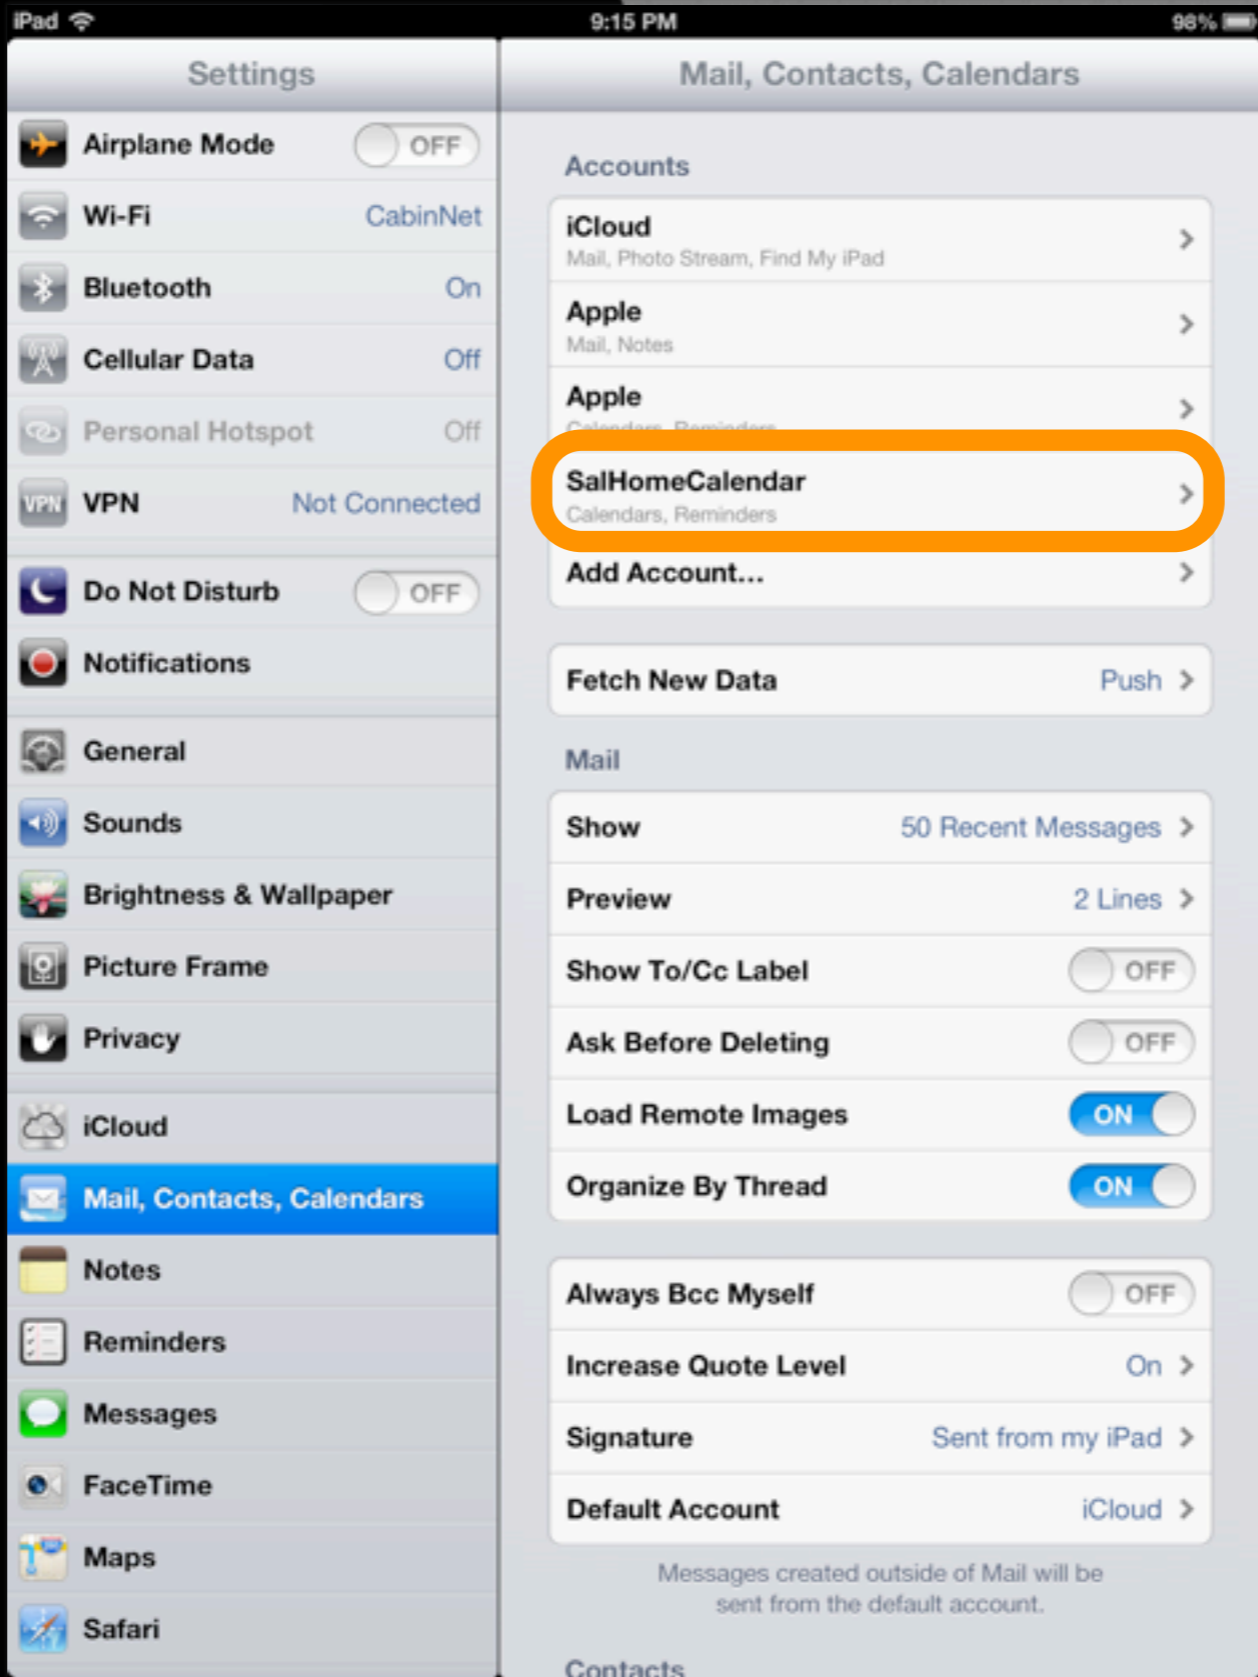 iPad
9:15 PM
98%
Settings
Airplane Mode OFF
Wi-Fi CabinNet
Bluetooth On
Cellular Data Off
Personal Hotspot Off
VPN VPN Not Connected
Do Not Disturb OFF
Notifications
General
Sounds
Brightness & Wallpaper
Picture Frame
Privacy
iCloud
Mail, Contacts, Calendars
Notes
Reminders
Messages
FaceTime
Maps
Safari
Mail, Contacts, Calendars
Accounts
iCloud
Mail, Photo Stream, Find My iPad
Apple
Mail, Notes
Apple
Calendars, Reminders
SalHomeCalendar
Calendars, Reminders
Add Account...
Fetch New Data Push
Mail
Show 50 Recent Messages
Preview 2 Lines
Show To/Cc Label OFF
Ask Before Deleting OFF
Load Remote Images ON
Organize By Thread ON
Always Bcc Myself OFF
Increase Quote Level On
Signature Sent from my iPad
Default Account iCloud
Messages created outside of Mail will be
sent from the default account.
Contacts